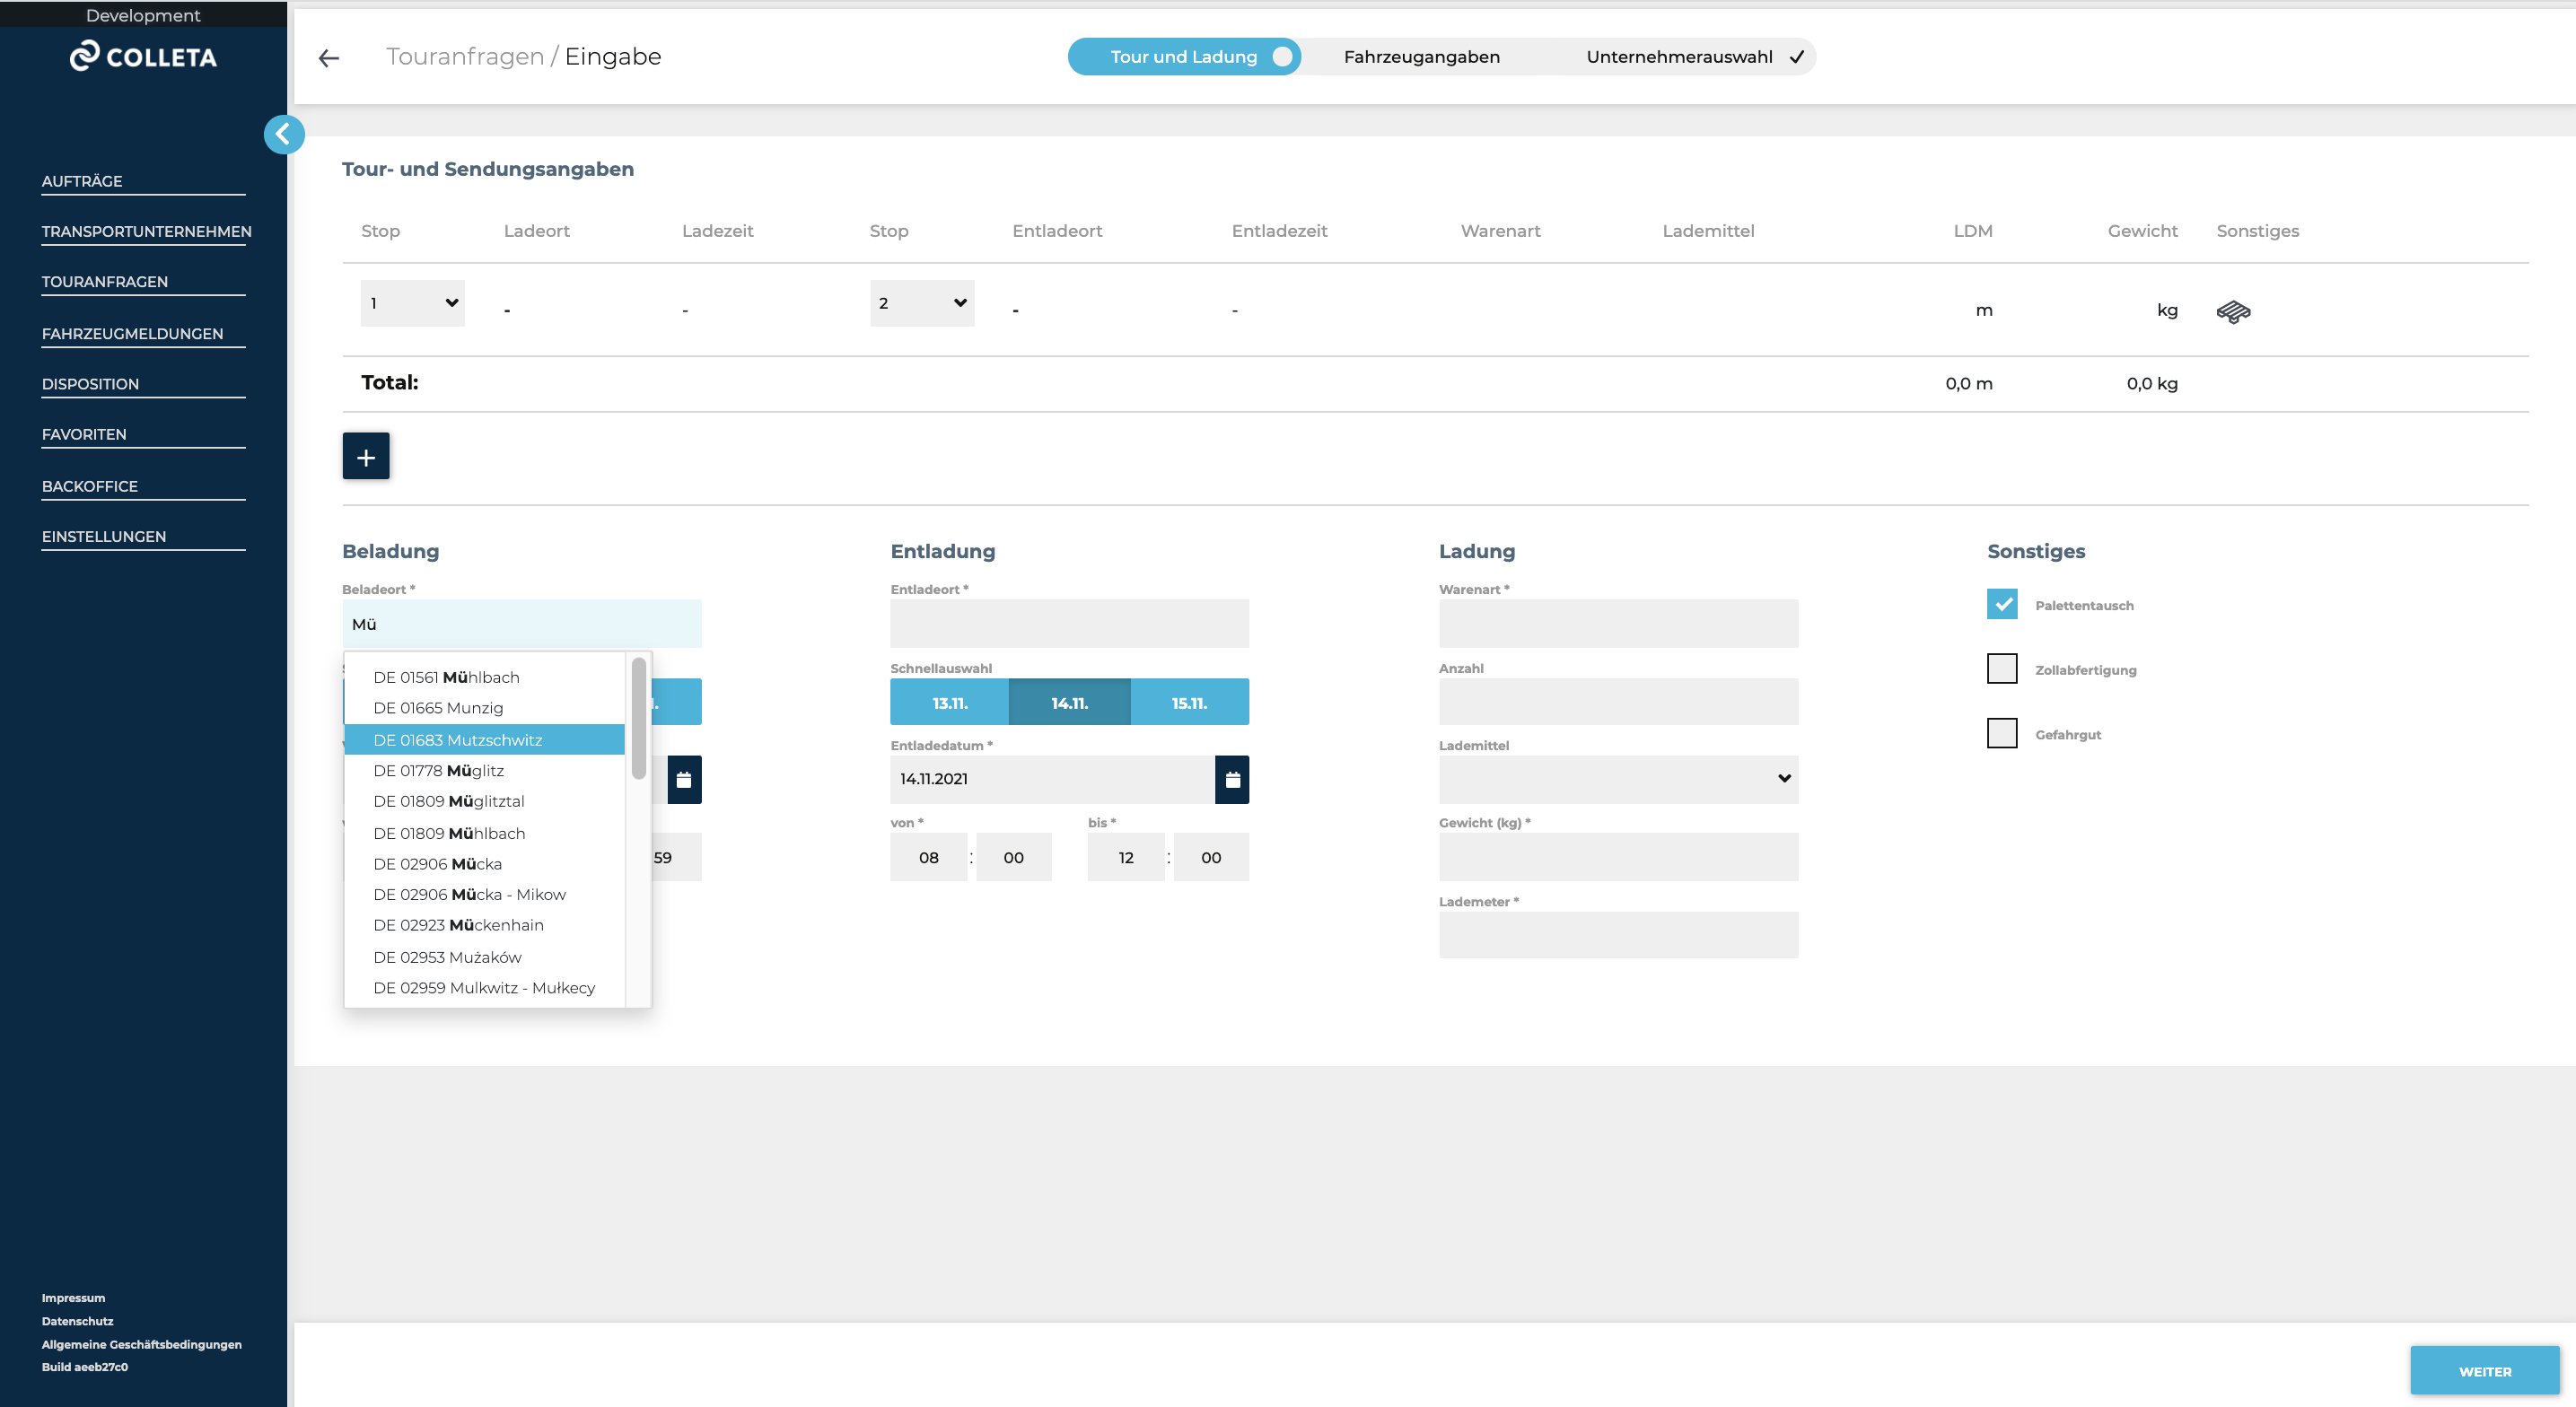 Development
COLLETA
AUFTRÄGE
TRANSPORTUNTERNEHMEN
TOURANFRAGEN
FAHRZEUGMELDUNGEN
DISPOSITION
FAVORITEN
BACKOFFICE
EINSTELLUNGEN
Impressum
Datenschutz
Allgemeine Geschäftsbedingungen
Build aeeb27c0
Touranfragen / Eingabe
Tour und Ladung
Fahrzeugangaben
Unternehmerauswahl
Tour- und Sendungsangaben
Stop Ladeort Ladezeit Stop Entladeort Entladezeit Warenart Lademittel LDM Gewicht Sonstiges
1 - - 2 - - m kg
Total: 0,0 m 0,0 kg
+
Beladung
Beladeort *
Mü
DE 01561 Mühlbach
DE 01665 Munzig
DE 01683 Mutzschwitz
DE 01778 Müglitz
DE 01809 Müglitztal
DE 01809 Mühlbach
DE 02906 Mücka
DE 02906 Mücka - Mikow
DE 02923 Mückenhain
DE 02953 Mużaków
DE 02959 Mulkwitz - Mułkecy
59
Entladung
Entladeort *
Schnellauswahl
13.11. 14.11. 15.11.
Entladedatum *
14.11.2021
von * bis *
08 : 00 12 : 00
Ladung
Warenart *
Anzahl
Lademittel
Gewicht (kg) *
Lademeter *
Sonstiges
Palettentausch
Zollabfertigung
Gefahrgut
WEITER